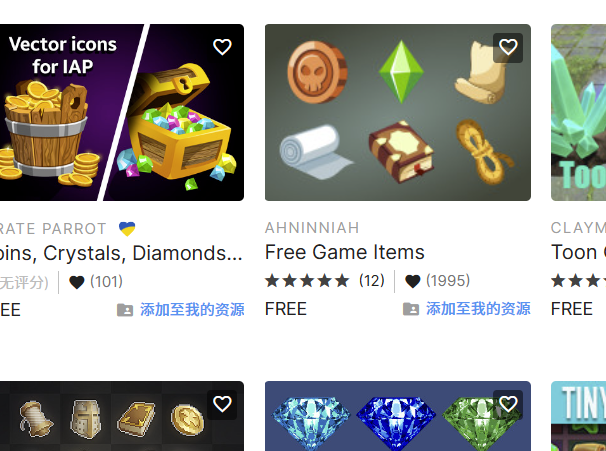 Vector icons
for IAP
RATE PARROT
oins, Crystals, Diamonds...
无评分)
(101)
EE
添加至我的资源
AHNINNIAH
Free Game Items
(12)
(1995)
FREE
添加至我的资源
Too
CLAYM
Toon
FREE
TINY